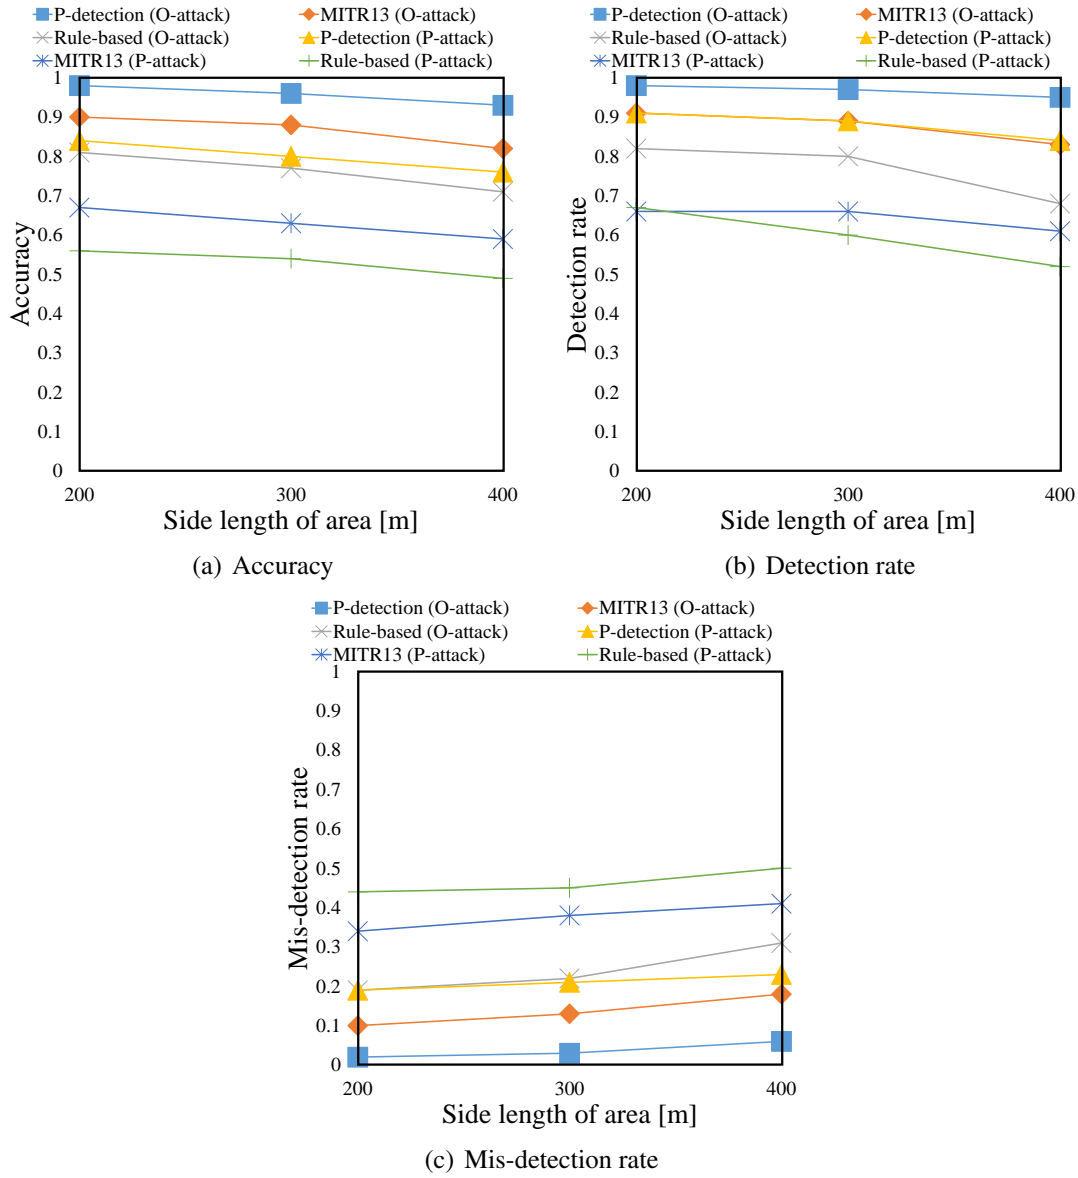 P-detection (O-attack) MITR13 (O-attack)
Rule-based (O-attack) P-detection (P-attack)
MITR13 (P-attack) Rule-based (P-attack)
1
0.9
0.8
0.7
0.6
0.5
0.4
0.3
0.2
0.1
0
Accuracy
200 300 400
Side length of area [m]
(a) Accuracy
P-detection (O-attack) MITR13 (O-attack)
Rule-based (O-attack) P-detection (P-attack)
MITR13 (P-attack) Rule-based (P-attack)
1
0.9
0.8
0.7
0.6
0.5
0.4
0.3
0.2
0.1
0
Detection rate
200 300 400
Side length of area [m]
(b) Detection rate
P-detection (O-attack) MITR13 (O-attack)
Rule-based (O-attack) P-detection (P-attack)
MITR13 (P-attack) Rule-based (P-attack)
1
0.9
0.8
0.7
0.6
0.5
0.4
0.3
0.2
0.1
0
Mis-detection rate
200 300 400
Side length of area [m]
(c) Mis-detection rate